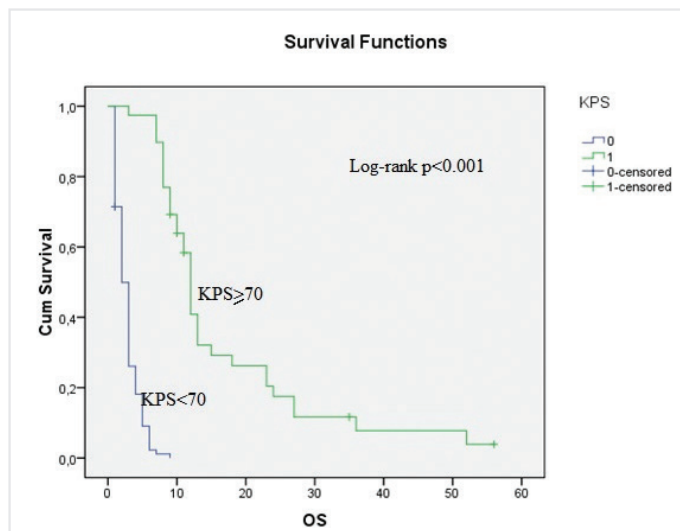 Survival Functions
KPS
0
1
0-censored
1-censored
Log-rank p<0.001
KPS≥70
KPS<70
Cum Survival
1,0
0,8
0,6
0,4
0,2
0,0
0 10 20 30 40 50 60
OS